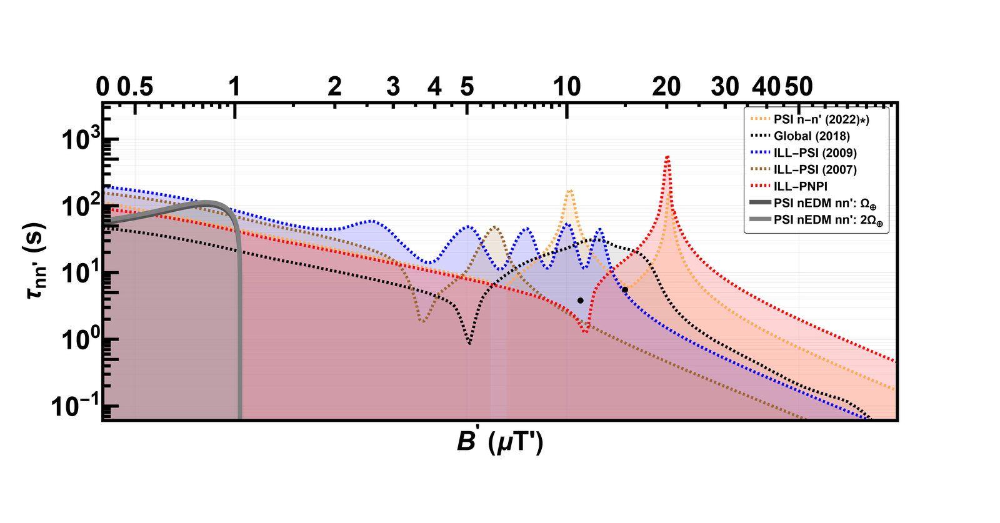 0 0.5 1 2 3 4 5 10 20 30 40 50
10³
10²
10¹
10⁰
10⁻¹
τnn' (s)
B' (μT')
PSI n−n' (2022)*)
Global (2018)
ILL−PSI (2009)
ILL−PSI (2007)
ILL−PNPI
PSI nEDM nn': Ω⊕
PSI nEDM nn': 2Ω⊕